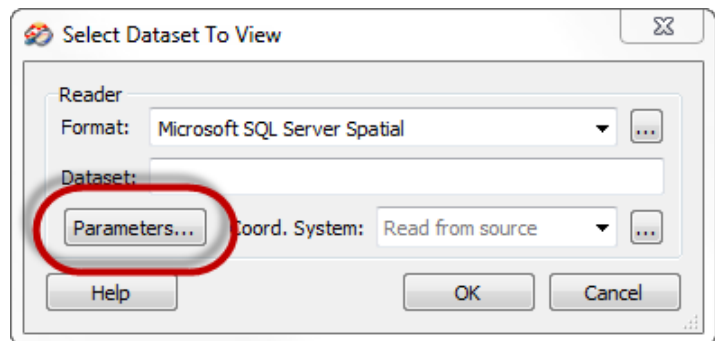 Select Dataset To View
Reader
Format: Microsoft SQL Server Spatial ...
Dataset:
Parameters... Coord. System: Read from source ...
Help OK Cancel